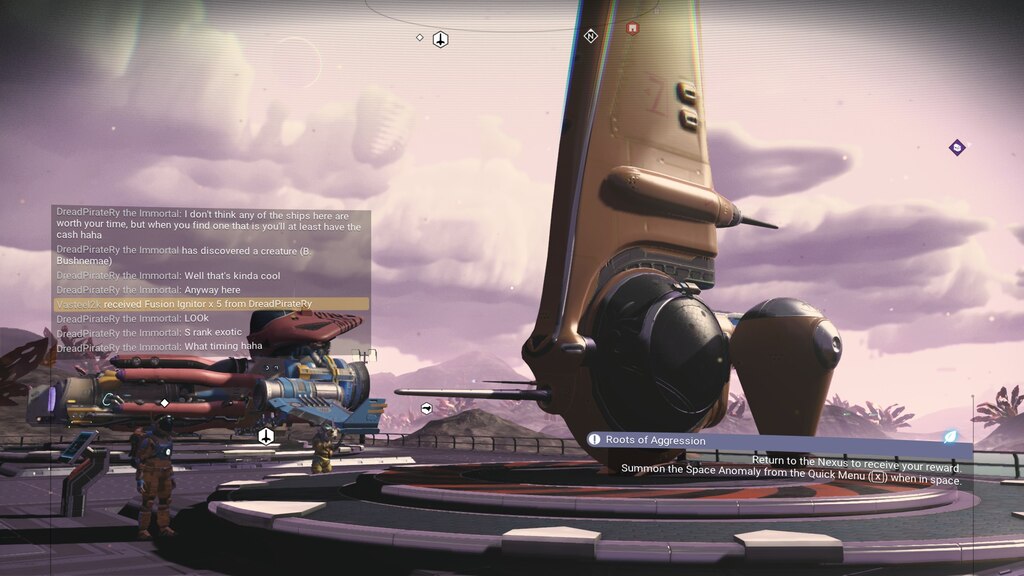 N
DreadPirateRy the Immortal: I don't think any of the ships here are
worth your time, but when you find one that is you'll at least have the
cash haha
DreadPirateRy the Immortal has discovered a creature (B.
Bushnemae)
DreadPirateRy the Immortal: Well that's kinda cool
DreadPirateRy the Immortal: Anyway here
Vasteel2k received Fusion Ignitor x 5 from DreadPirateRy
DreadPirateRy the Immortal: LOOk
DreadPirateRy the Immortal: S rank exotic
DreadPirateRy the Immortal: What timing haha
Roots of Aggression
Return to the Nexus to receive your reward.
Summon the Space Anomaly from the Quick Menu ([X]) when in space.